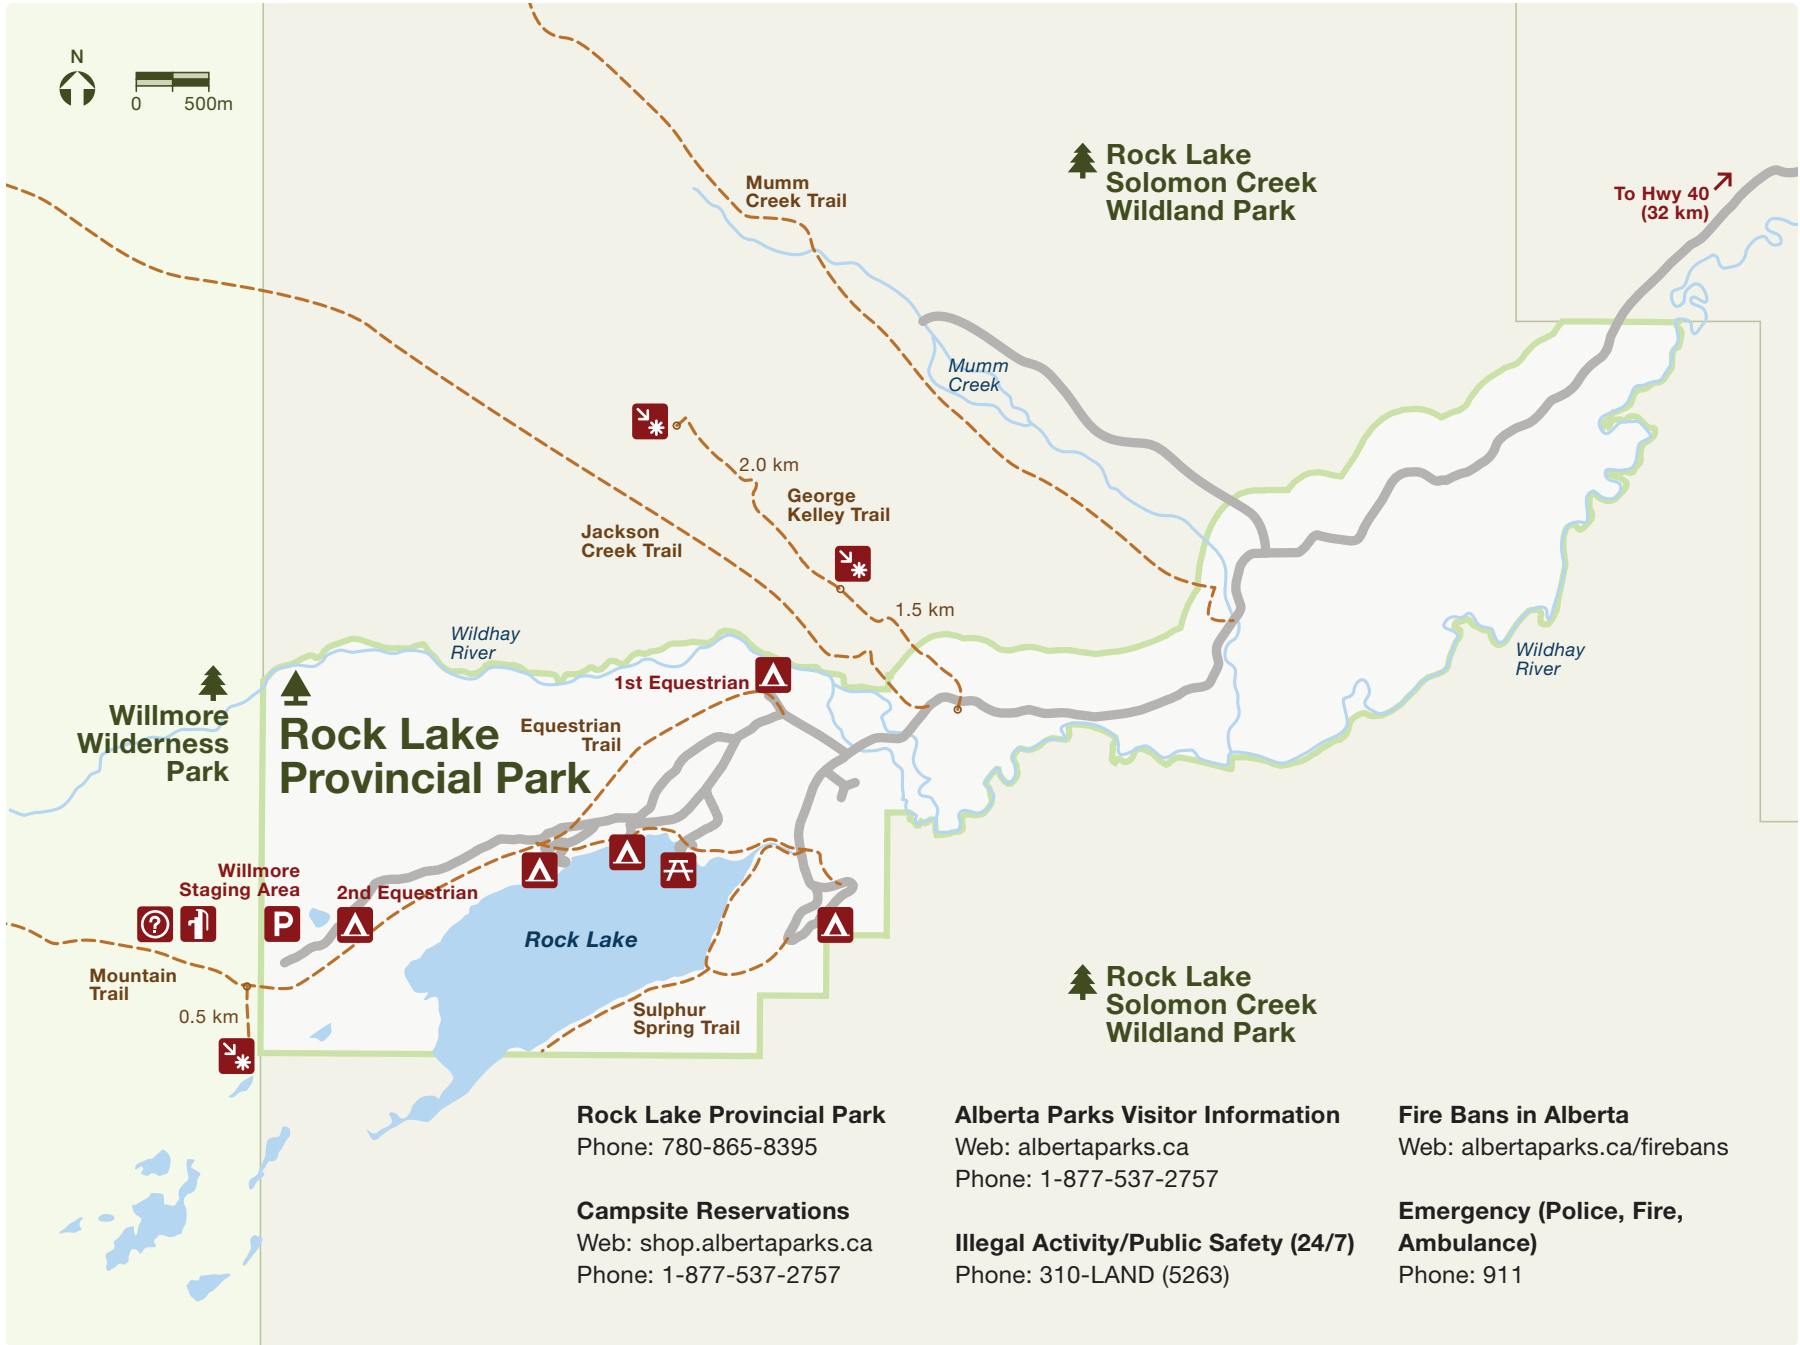 N
0 500m
Mumm
Creek Trail
Rock Lake
Solomon Creek
Wildland Park
To Hwy 40
(32 km)
Mumm
Creek
2.0 km
George
Kelley Trail
Jackson
Creek Trail
1.5 km
Wildhay
River
Wildhay
River
1st Equestrian
Willmore
Wilderness
Park
Rock Lake
Provincial Park
Equestrian
Trail
Willmore
Staging Area
2nd Equestrian
?
P
Rock Lake
Mountain
Trail
0.5 km
Sulphur
Spring Trail
Rock Lake
Solomon Creek
Wildland Park
Rock Lake Provincial Park
Phone: 780-865-8395
Campsite Reservations
Web: shop.albertaparks.ca
Phone: 1-877-537-2757
Alberta Parks Visitor Information
Web: albertaparks.ca
Phone: 1-877-537-2757
Illegal Activity/Public Safety (24/7)
Phone: 310-LAND (5263)
Fire Bans in Alberta
Web: albertaparks.ca/firebans
Emergency (Police, Fire,
Ambulance)
Phone: 911